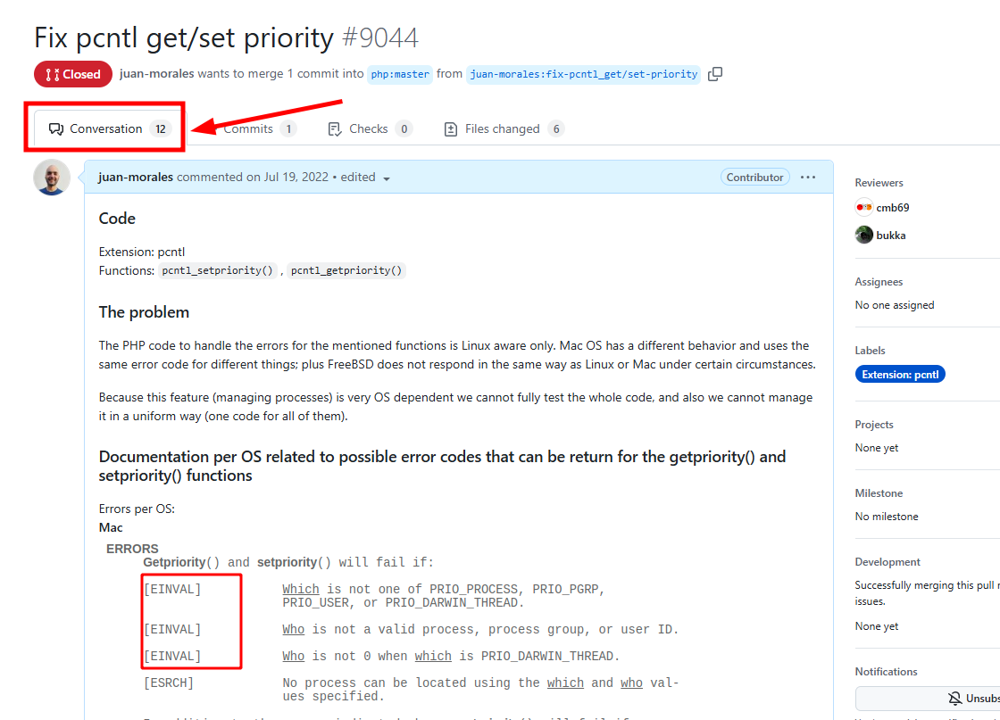 Fix pcntl get/set priority #9044
Closed juan-morales wants to merge 1 commit into php:master from juan-morales:fix-pcntl_get/set-priority
Conversation 12 Commits 1 Checks 0 Files changed 6
juan-morales commented on Jul 19, 2022 • edited Contributor ...
Code
Extension: pcntl
Functions: pcntl_setpriority() , pcntl_getpriority()
The problem
The PHP code to handle the errors for the mentioned functions is Linux aware only. Mac OS has a different behavior and uses the
same error code for different things; plus FreeBSD does not respond in the same way as Linux or Mac under certain circumstances.
Because this feature (managing processes) is very OS dependent we cannot fully test the whole code, and also we cannot manage
it in a uniform way (one code for all of them).
Documentation per OS related to possible error codes that can be return for the getpriority() and
setpriority() functions
Errors per OS:
Mac
ERRORS
Getpriority() and setpriority() will fail if:
[EINVAL] Which is not one of PRIO_PROCESS, PRIO_PGRP,
PRIO_USER, or PRIO_DARWIN_THREAD.
[EINVAL] Who is not a valid process, process group, or user ID.
[EINVAL] Who is not 0 when which is PRIO_DARWIN_THREAD.
[ESRCH] No process can be located using the which and who val-
ues specified.
Reviewers
cmb69
bukka
Assignees
No one assigned
Labels
Extension: pcntl
Projects
None yet
Milestone
No milestone
Development
Successfully merging this pull
issues.
None yet
Notifications
Unsubs